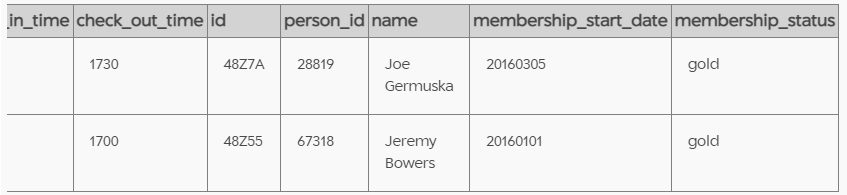 _in_time check_out_time id person_id name membership_start_date membership_status
1730 48Z7A 28819 Joe Germuska 20160305 gold
1700 48Z55 67318 Jeremy Bowers 20160101 gold